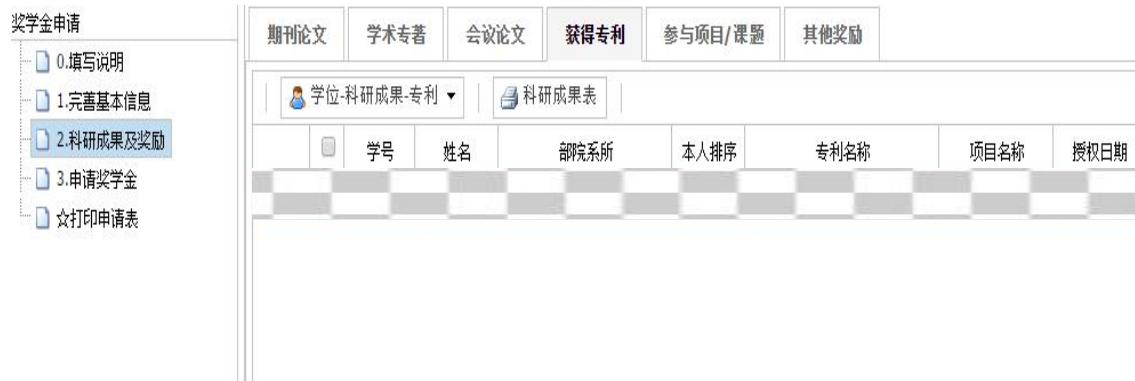 奖学金申请
0.填写说明
1.完善基本信息
2.科研成果及奖励
3.申请奖学金
☆打印申请表
期刊论文 学术专著 会议论文 获得专利 参与项目/课题 其他奖励
学位-科研成果-专利 科研成果表
学号 姓名 部院系所 本人排序 专利名称 项目名称 授权日期